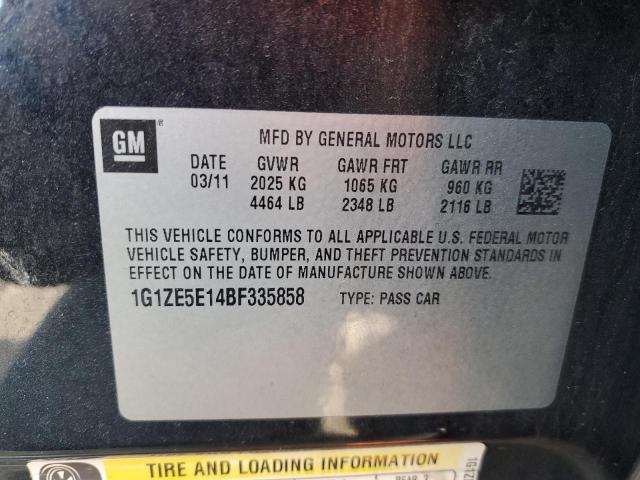 GM ®
MFD BY GENERAL MOTORS LLC
DATE GVWR GAWR FRT GAWR RR
03/11 2025 KG 1065 KG 960 KG
4464 LB 2348 LB 2116 LB
THIS VEHICLE CONFORMS TO ALL APPLICABLE U.S. FEDERAL MOTOR
VEHICLE SAFETY, BUMPER, AND THEFT PREVENTION STANDARDS IN
EFFECT ON THE DATE OF MANUFACTURE SHOWN ABOVE.
1G1ZE5E14BF335858 TYPE: PASS CAR
TIRE AND LOADING INFORMATION
REAR 3
1G1Z